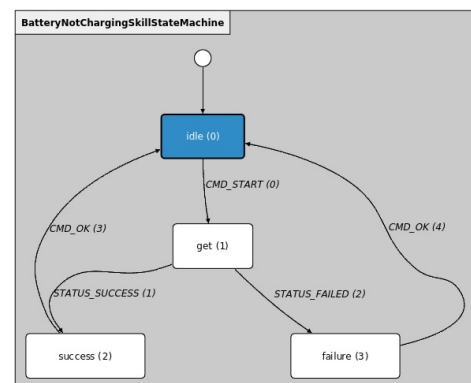 BatteryNotChargingSkillStateMachine
idle (0)
CMD_START (0)
CMD_OK (3)
CMD_OK (4)
get (1)
STATUS_SUCCESS (1)
STATUS_FAILED (2)
success (2)
failure (3)